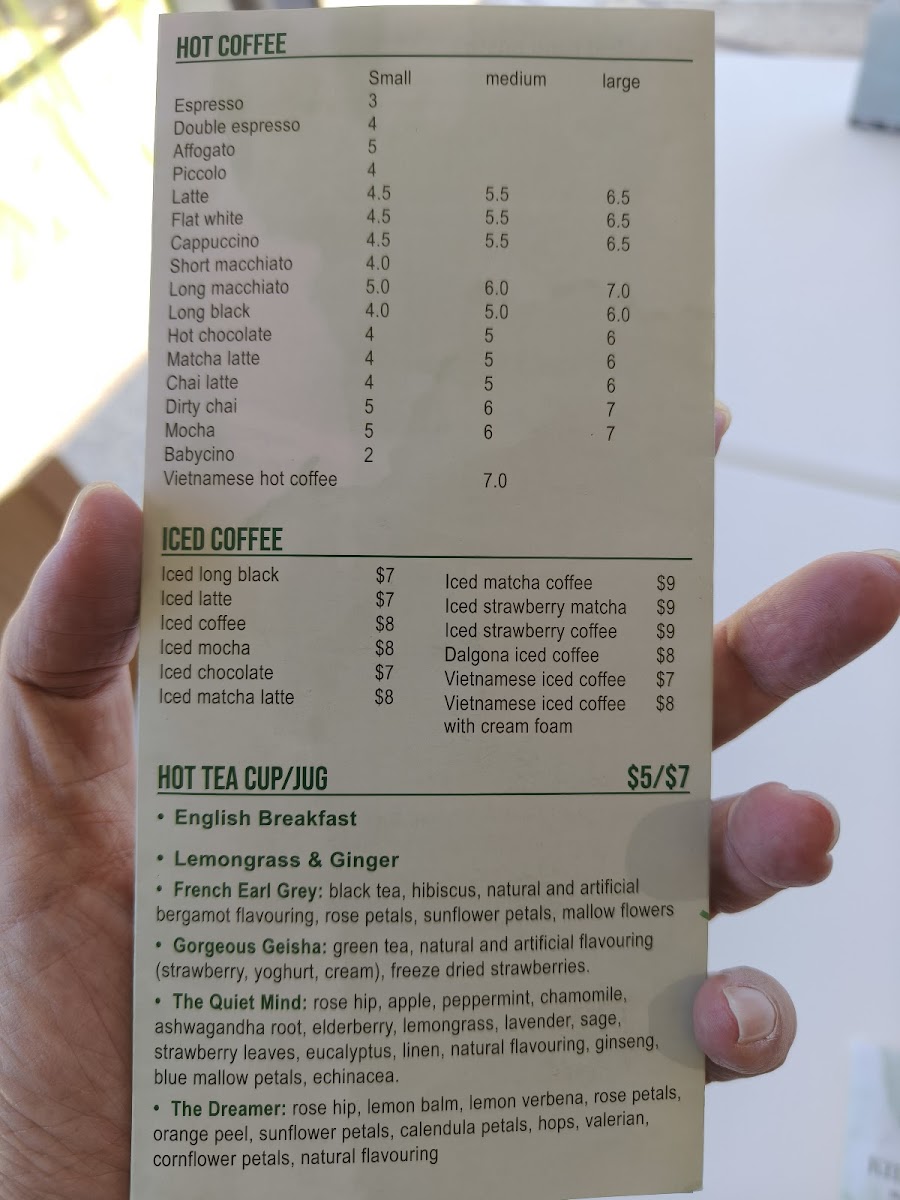 HOT COFFEE
Small medium large
Espresso 3
Double espresso 4
Affogato 5
Piccolo 4
Latte 4.5 5.5 6.5
Flat white 4.5 5.5 6.5
Cappuccino 4.5 5.5 6.5
Short macchiato 4.0
Long macchiato 5.0 6.0 7.0
Long black 4.0 5.0 6.0
Hot chocolate 4 5 6
Matcha latte 4 5 6
Chai latte 4 5 6
Dirty chai 5 6 7
Mocha 5 6 7
Babycino 2
Vietnamese hot coffee 7.0
ICED COFFEE
Iced long black $7
Iced latte $7
Iced coffee $8
Iced mocha $8
Iced chocolate $7
Iced matcha latte $8
Iced matcha coffee $9
Iced strawberry matcha $9
Iced strawberry coffee $9
Dalgona iced coffee $8
Vietnamese iced coffee $7
Vietnamese iced coffee $8
with cream foam
HOT TEA CUP/JUG $5/$7
• English Breakfast
• Lemongrass & Ginger
• French Earl Grey: black tea, hibiscus, natural and artificial
bergamot flavouring, rose petals, sunflower petals, mallow flowers
• Gorgeous Geisha: green tea, natural and artificial flavouring
(strawberry, yoghurt, cream), freeze dried strawberries.
• The Quiet Mind: rose hip, apple, peppermint, chamomile,
ashwagandha root, elderberry, lemongrass, lavender, sage,
strawberry leaves, eucalyptus, linen, natural flavouring, ginseng,
blue mallow petals, echinacea.
• The Dreamer: rose hip, lemon balm, lemon verbena, rose petals,
orange peel, sunflower petals, calendula petals, hops, valerian,
cornflower petals, natural flavouring